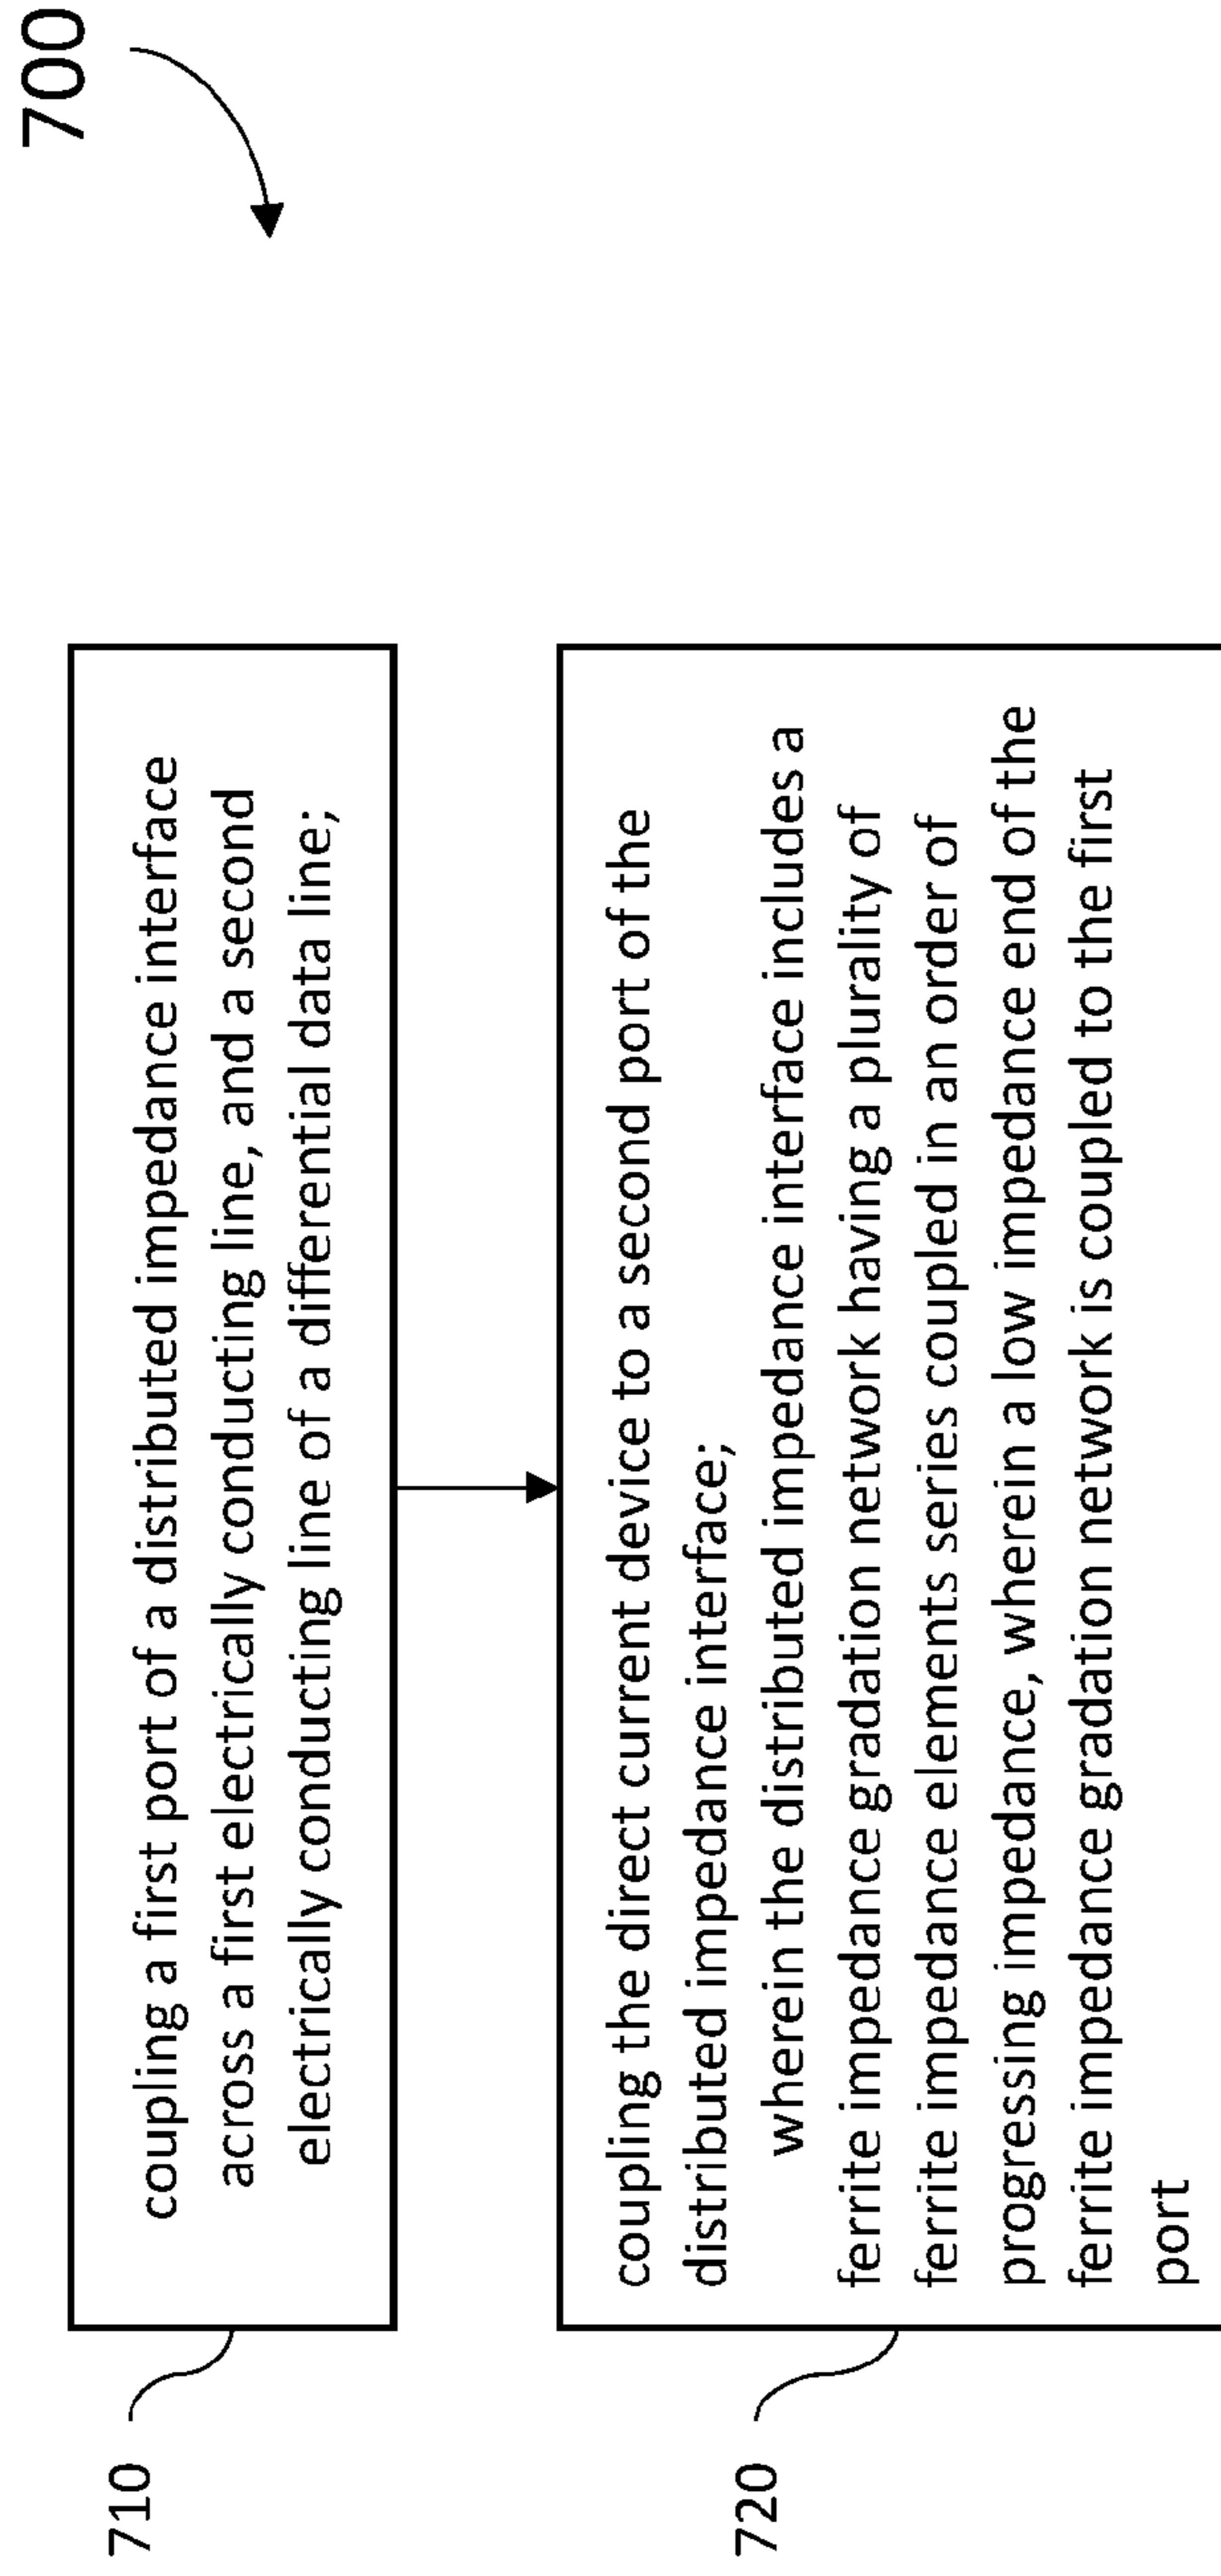 700
710
coupling a first port of a distributed impedance interface
across a first electrically conducting line, and a second
electrically conducting line of a differential data line;
720
coupling the direct current device to a second port of the
distributed impedance interface;
wherein the distributed impedance interface includes a
ferrite impedance gradation network having a plurality of
ferrite impedance elements series coupled in an order of
progressing impedance, wherein a low impedance end of the
ferrite impedance gradation network is coupled to the first
port